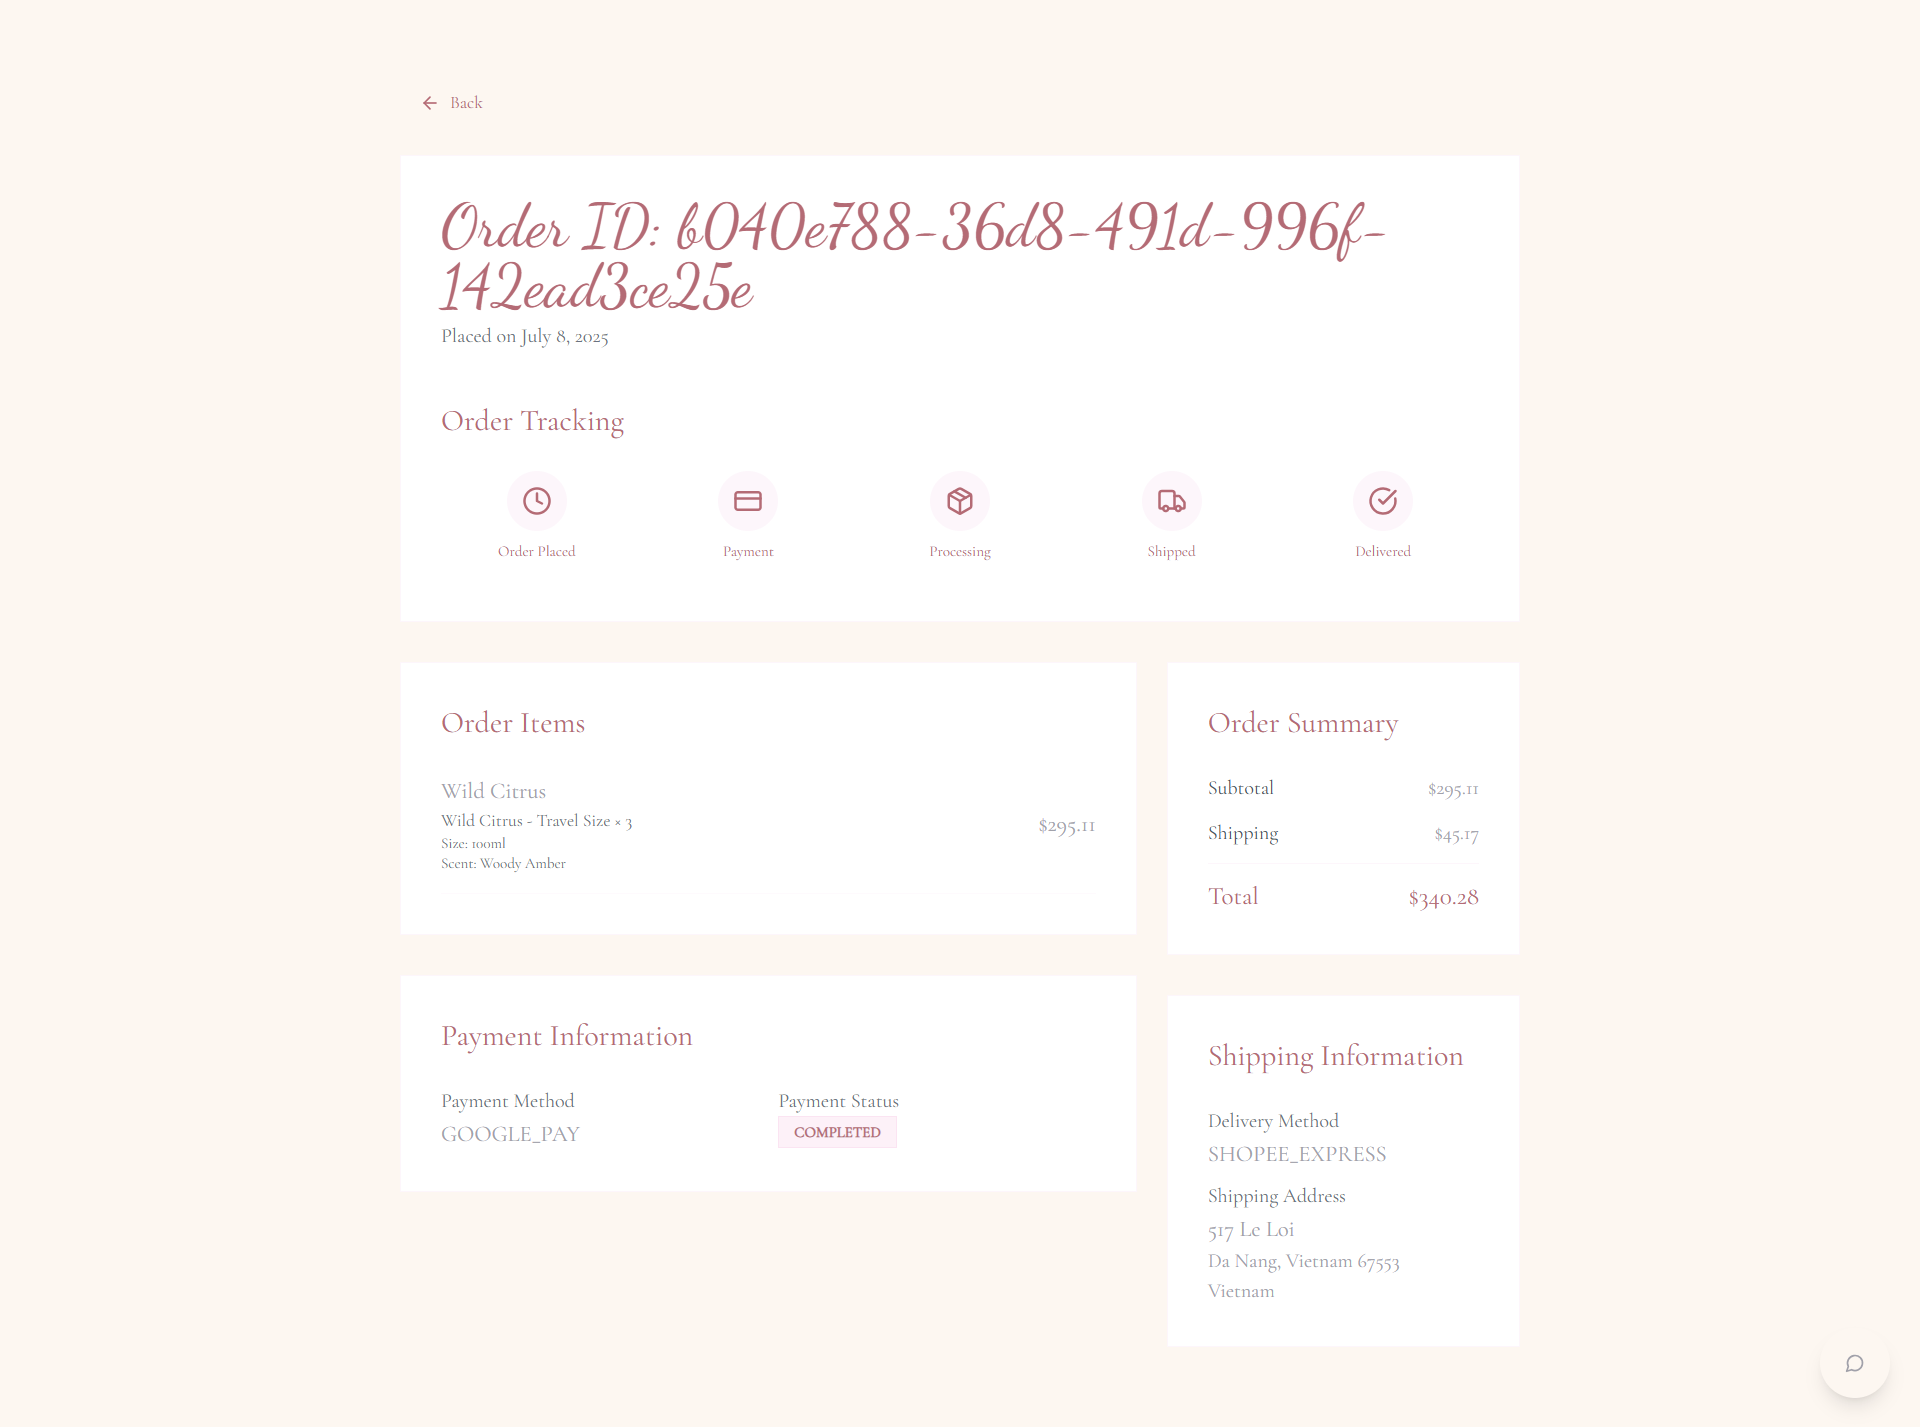 Back
Order ID: b040e788-36d8-491d-996f-
142ead3ce25e
Placed on July 8, 2025
Order Tracking
Order Placed
Payment
Processing
Shipped
Delivered
Order Items
Wild Citrus
Wild Citrus - Travel Size × 3
Size: 100ml
Scent: Woody Amber
$295.11
Payment Information
Payment Method
GOOGLE_PAY
Payment Status
COMPLETED
Order Summary
Subtotal $295.11
Shipping $45.17
Total $340.28
Shipping Information
Delivery Method
SHOPEE_EXPRESS
Shipping Address
517 Le Loi
Da Nang, Vietnam 67553
Vietnam